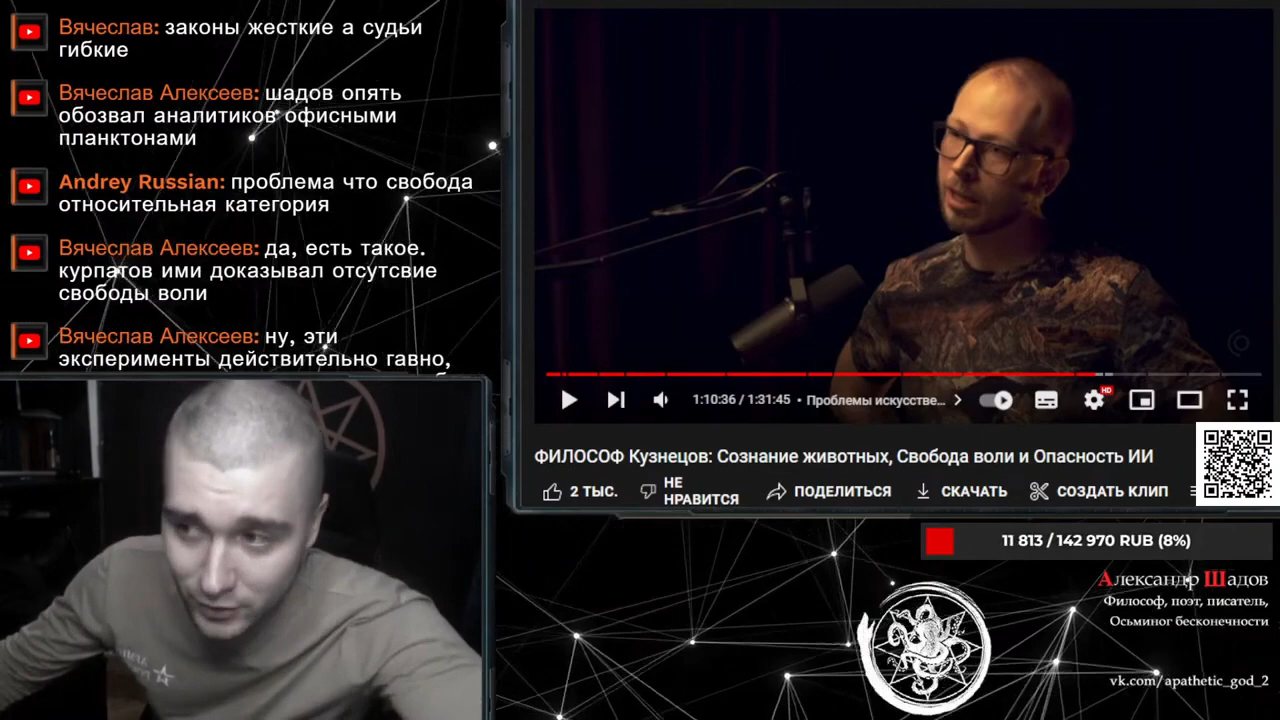 Вячеслав: законы жесткие а судьи
гибкие
Вячеслав Алексеев: шадов опять
обозвал аналитиков офисными
планктонами
Andrey Russian: проблема что свобода
относительная категория
Вячеслав Алексеев: да, есть такое.
курпатов ими доказывал отсутсвие
свободы воли
Вячеслав Алексеев: ну, эти
эксперименты действительно гавно,
1:10:36 / 1:31:45 • Проблемы искусстве...
HD
ФИЛОСОФ Кузнецов: Сознание животных, Свобода воли и Опасность ИИ
2 ТЫС.
НЕ
НРАВИТСЯ
ПОДЕЛИТЬСЯ
СКАЧАТЬ
СОЗДАТЬ КЛИП
11 813 / 142 970 RUB (8%)
Александр Шадов
Философ, поэт, писатель,
Осьминог бесконечности
vk.com/apathetic_god_2